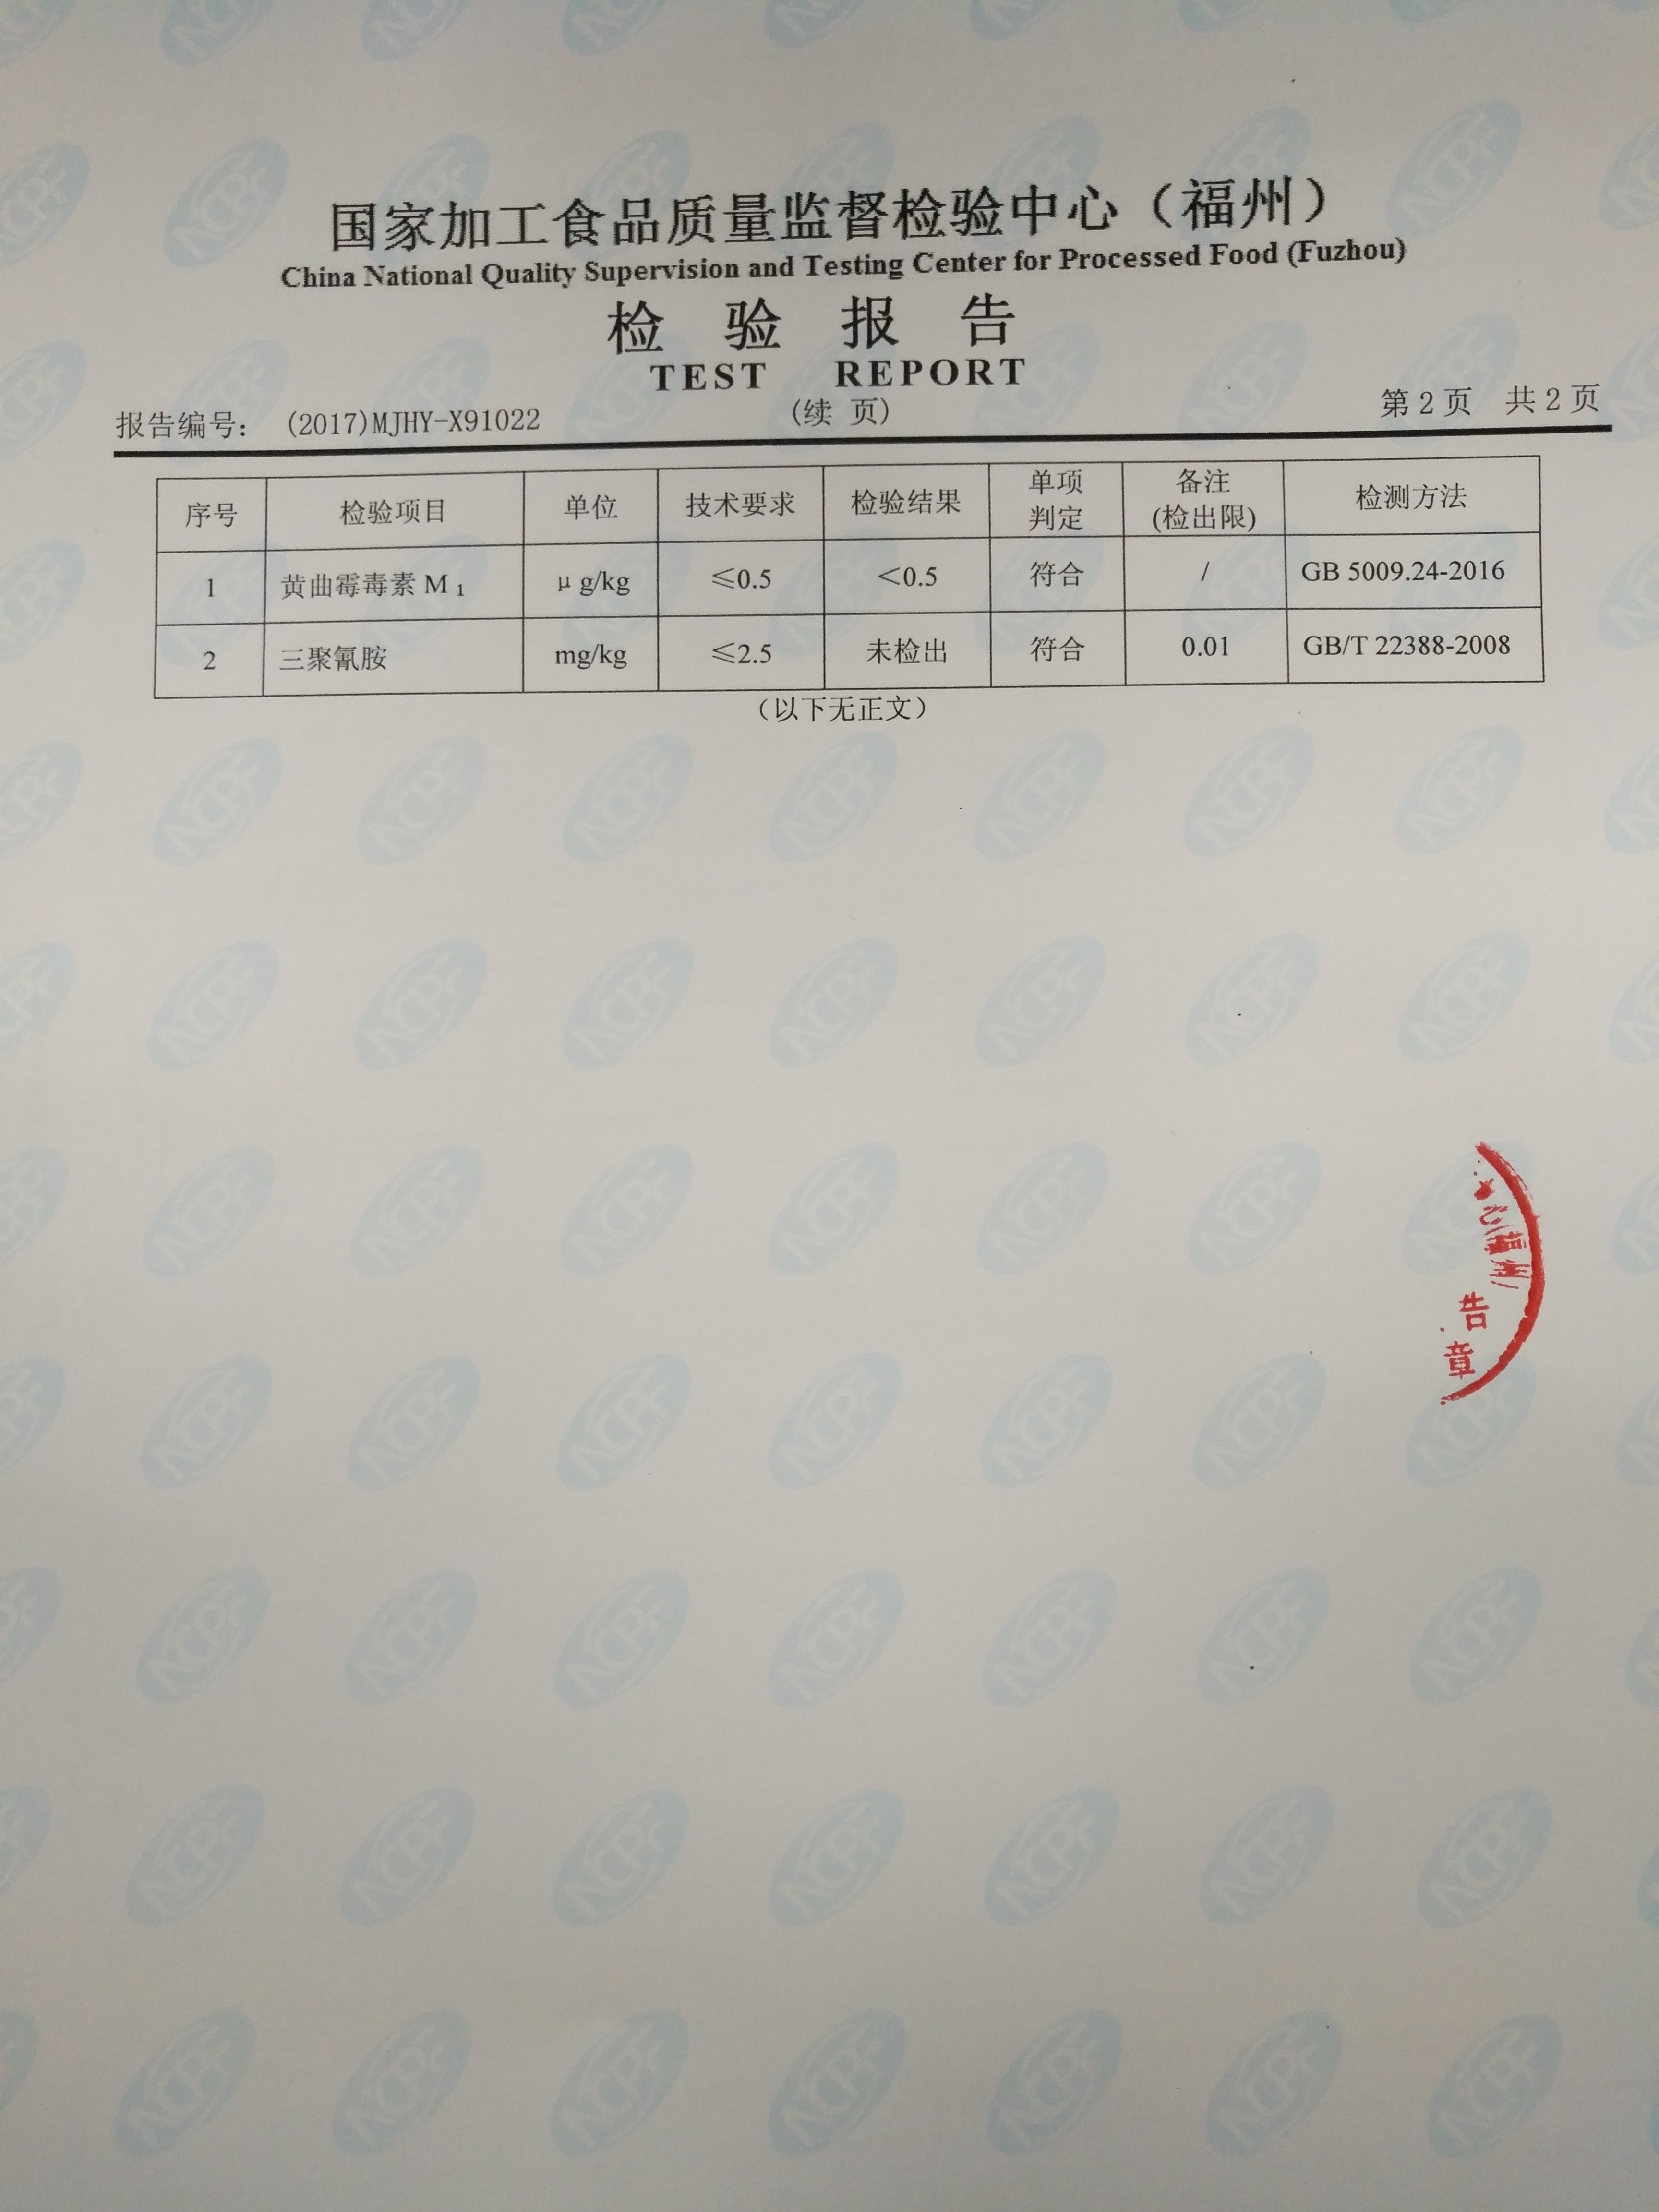 国家加工食品质量监督检验中心（福州）
China National Quality Supervision and Testing Center for Processed Food (Fuzhou)
检 验 报 告
TEST REPORT
报告编号： (2017)MJHY-X91022 (续 页) 第 2 页 共 2 页
序号 检验项目 单位 技术要求 检验结果 单项判定 备注(检出限) 检测方法
1 黄曲霉毒素 M₁ μg/kg ≤0.5 <0.5 符合 / GB 5009.24-2016
2 三聚氰胺 mg/kg ≤2.5 未检出 符合 0.01 GB/T 22388-2008
（以下无正文）
福州
告
章
NCPF